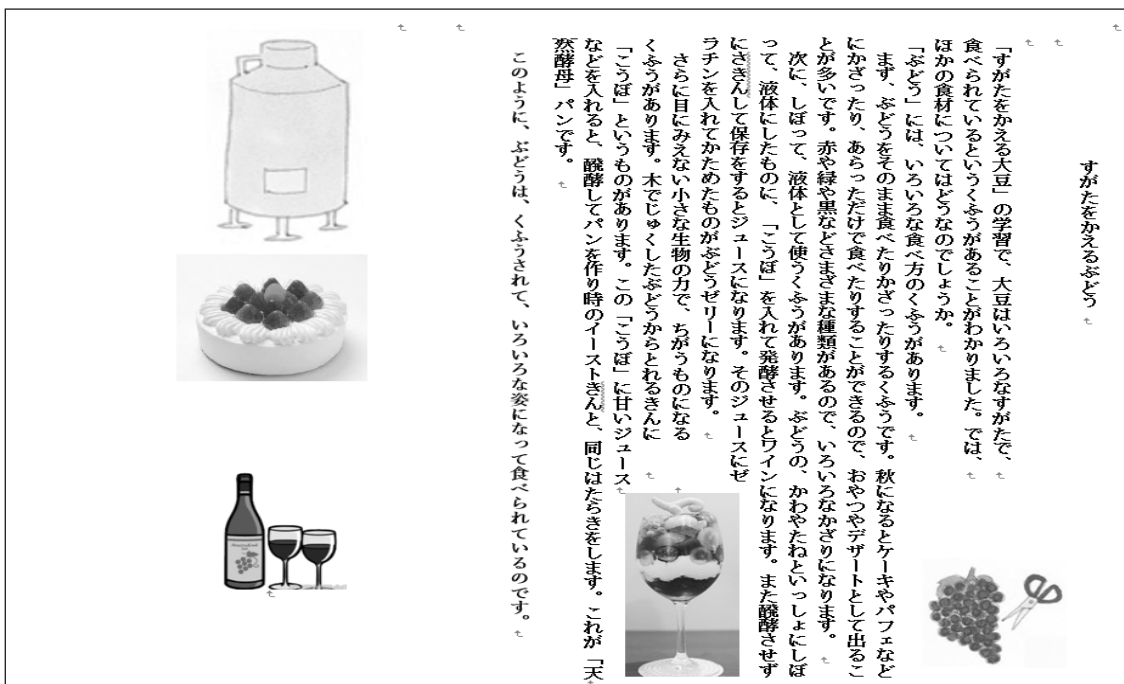 すがたをかえるぶどう
「すがたをかえる大豆」の学習で、大豆はいろいろなすがたで、
食べられているというくふうがあることがわかりました。では、
ほかの食材についてはどうなのでしょうか。
「ぶどう」には、いろいろな食べ方のくふうがあります。
まず、ぶどうをそのまま食べたりかざったりするくふうです。秋になるとケーキやパフェなど
にかざったり、あらっただけで食べたりすることができるので、おやつやデザートとして出るこ
とが多いです。赤や緑や黒などさまざまな種類があるので、いろいろなかざりになります。
次に、しぼって、液体として使うくふうがあります。ぶどうの、かわやたねといっしょにしぼ
って、液体にしたものに、「こうぼ」を入れて発酵させるとワインになります。また醗酵させず
にさきんして保存をするとジュースになります。そのジュースにゼ
ラチンを入れてかためたものがぶどうゼリーになります。
さらに目にみえない小さな生物の力で、ちがうものになる
くふうがあります。木でじゅくしたぶどうからとれるきんに
「こうぼ」というものがあります。この「こうぼ」に甘いジュース
などを入れると、醗酵してパンを作り時のイーストきんと、同じはたらきをします。これが「天
然酵母」パンです。
このように、ぶどうは、くふうされて、いろいろな姿になって食べられているのです。